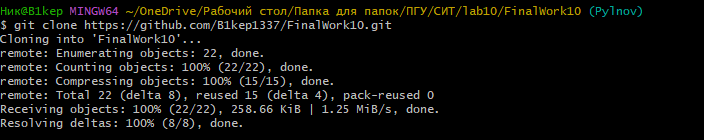 Ник@B1kep MINGW64 ~/OneDrive/Рабочий стол/Папка для папок/ПГУ/СИТ/lab10/FinalWork10 (Pylnov)
$ git clone https://github.com/B1kep1337/FinalWork10.git
Cloning into 'FinalWork10'...
remote: Enumerating objects: 22, done.
remote: Counting objects: 100% (22/22), done.
remote: Compressing objects: 100% (15/15), done.
remote: Total 22 (delta 8), reused 15 (delta 4), pack-reused 0
Receiving objects: 100% (22/22), 258.66 KiB | 1.25 MiB/s, done.
Resolving deltas: 100% (8/8), done.